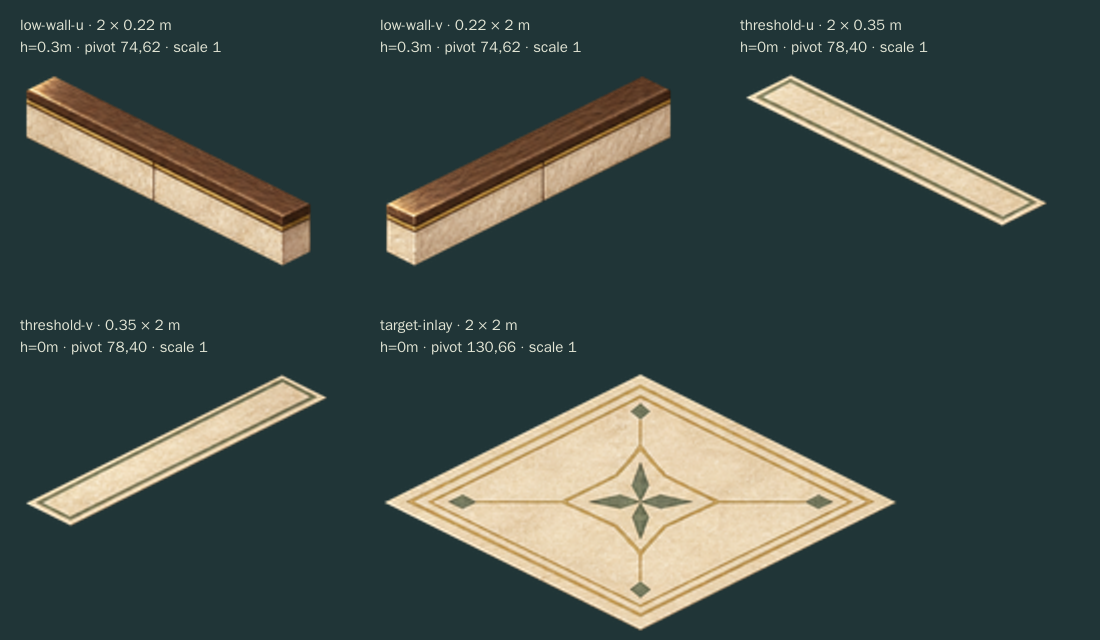 low-wall-u · 2 × 0.22 m
h=0.3m · pivot 74,62 · scale 1
low-wall-v · 0.22 × 2 m
h=0.3m · pivot 74,62 · scale 1
threshold-u · 2 × 0.35 m
h=0m · pivot 78,40 · scale 1
threshold-v · 0.35 × 2 m
h=0m · pivot 78,40 · scale 1
target-inlay · 2 × 2 m
h=0m · pivot 130,66 · scale 1